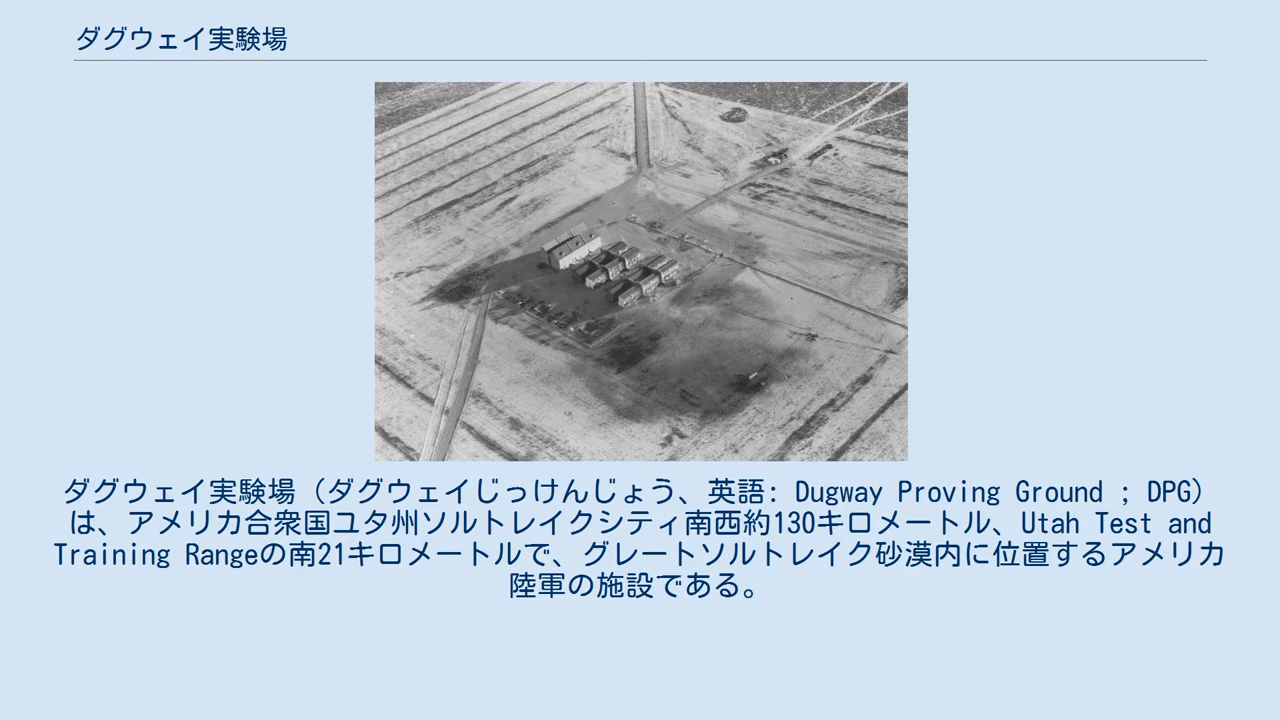 ダグウェイ実験場
ダグウェイ実験場（ダグウェイじっけんじょう、英語: Dugway Proving Ground ; DPG）
は、アメリカ合衆国ユタ州ソルトレイクシティ南西約130キロメートル、Utah Test and
Training Rangeの南21キロメートルで、グレートソルトレイク砂漠内に位置するアメリカ
陸軍の施設である。